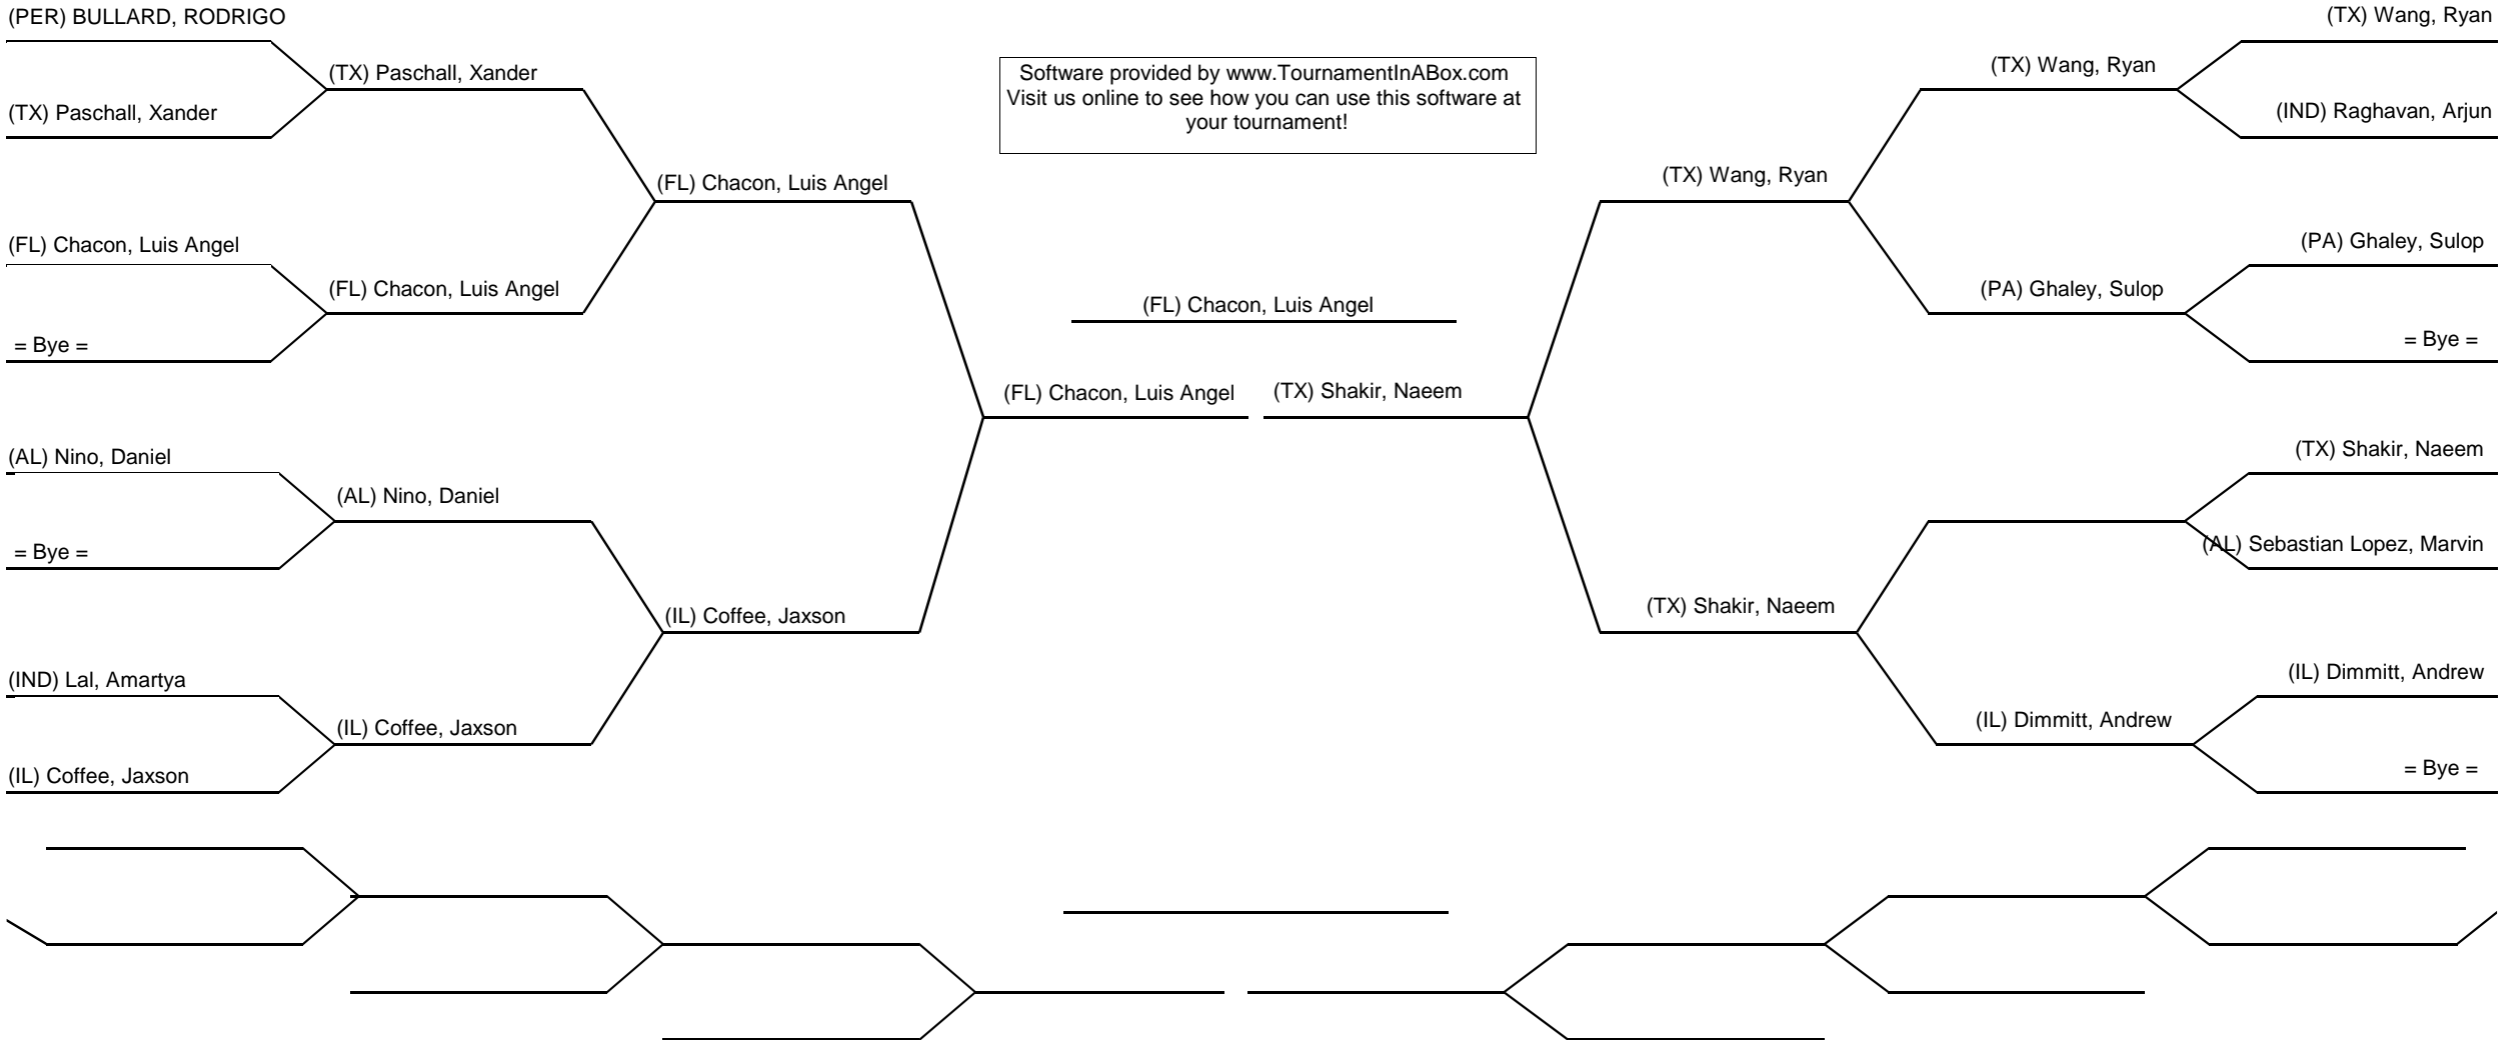 (PER) BULLARD, RODRIGO
(TX) Paschall, Xander
(TX) Paschall, Xander
(FL) Chacon, Luis Angel
(FL) Chacon, Luis Angel
(FL) Chacon, Luis Angel
= Bye =
(AL) Nino, Daniel
(AL) Nino, Daniel
= Bye =
(IL) Coffee, Jaxson
(IND) Lal, Amartya
(IL) Coffee, Jaxson
(IL) Coffee, Jaxson
Software provided by www.TournamentInABox.com
Visit us online to see how you can use this software at
your tournament!
(FL) Chacon, Luis Angel
(FL) Chacon, Luis Angel
(TX) Shakir, Naeem
(TX) Wang, Ryan
(TX) Wang, Ryan
(IND) Raghavan, Arjun
(TX) Wang, Ryan
(PA) Ghaley, Sulop
(PA) Ghaley, Sulop
= Bye =
(TX) Shakir, Naeem
(AL) Sebastian Lopez, Marvin
(TX) Shakir, Naeem
(IL) Dimmitt, Andrew
(IL) Dimmitt, Andrew
= Bye =